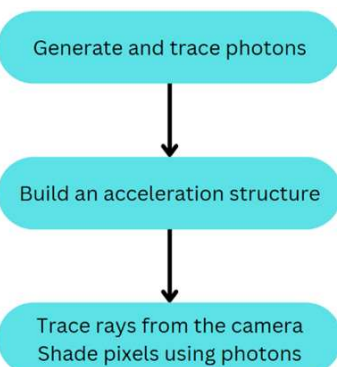 Generate and trace photons
Build an acceleration structure
Trace rays from the camera
Shade pixels using photons